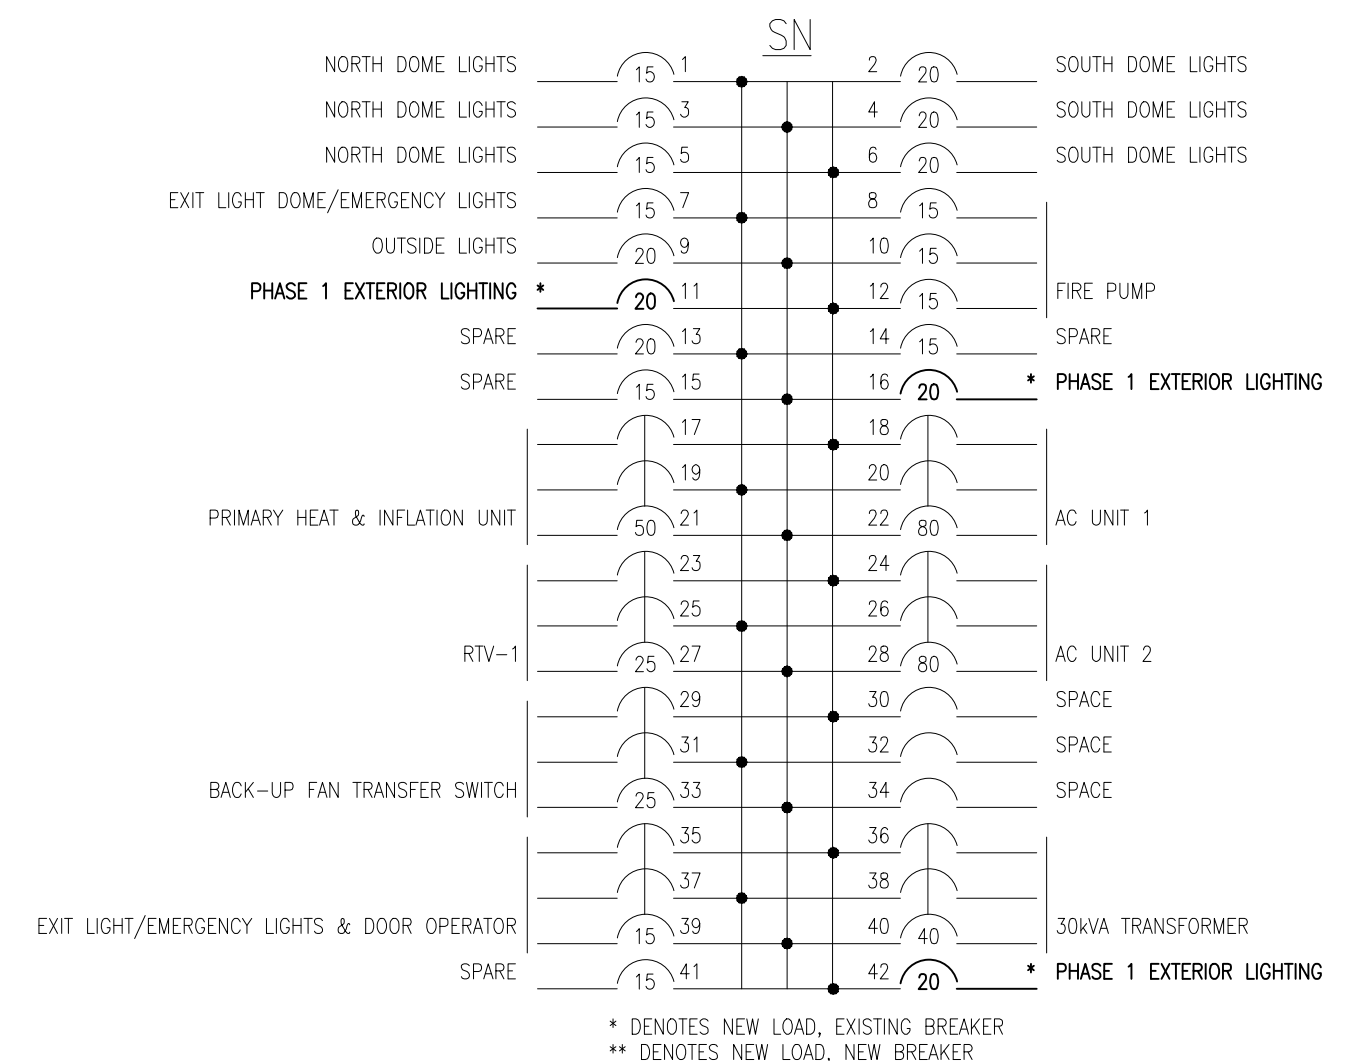 SN
NORTH DOME LIGHTS 15 1 2 20 SOUTH DOME LIGHTS
NORTH DOME LIGHTS 15 3 4 20 SOUTH DOME LIGHTS
NORTH DOME LIGHTS 15 5 6 20 SOUTH DOME LIGHTS
EXIT LIGHT DOME/EMERGENCY LIGHTS 15 7 8 15
OUTSIDE LIGHTS 20 9 10 15
PHASE 1 EXTERIOR LIGHTING * 20 11 12 15 FIRE PUMP
SPARE 20 13 14 15 SPARE
SPARE 15 15 16 20 * PHASE 1 EXTERIOR LIGHTING
17 18
19 20
PRIMARY HEAT & INFLATION UNIT 50 21 22 80 AC UNIT 1
23 24
25 26
RTV-1 25 27 28 80 AC UNIT 2
29 30 SPACE
31 32 SPACE
BACK-UP FAN TRANSFER SWITCH 25 33 34 SPACE
35 36
37 38
EXIT LIGHT/EMERGENCY LIGHTS & DOOR OPERATOR 15 39 40 40 30kVA TRANSFORMER
SPARE 15 41 42 20 * PHASE 1 EXTERIOR LIGHTING
* DENOTES NEW LOAD, EXISTING BREAKER
** DENOTES NEW LOAD, NEW BREAKER